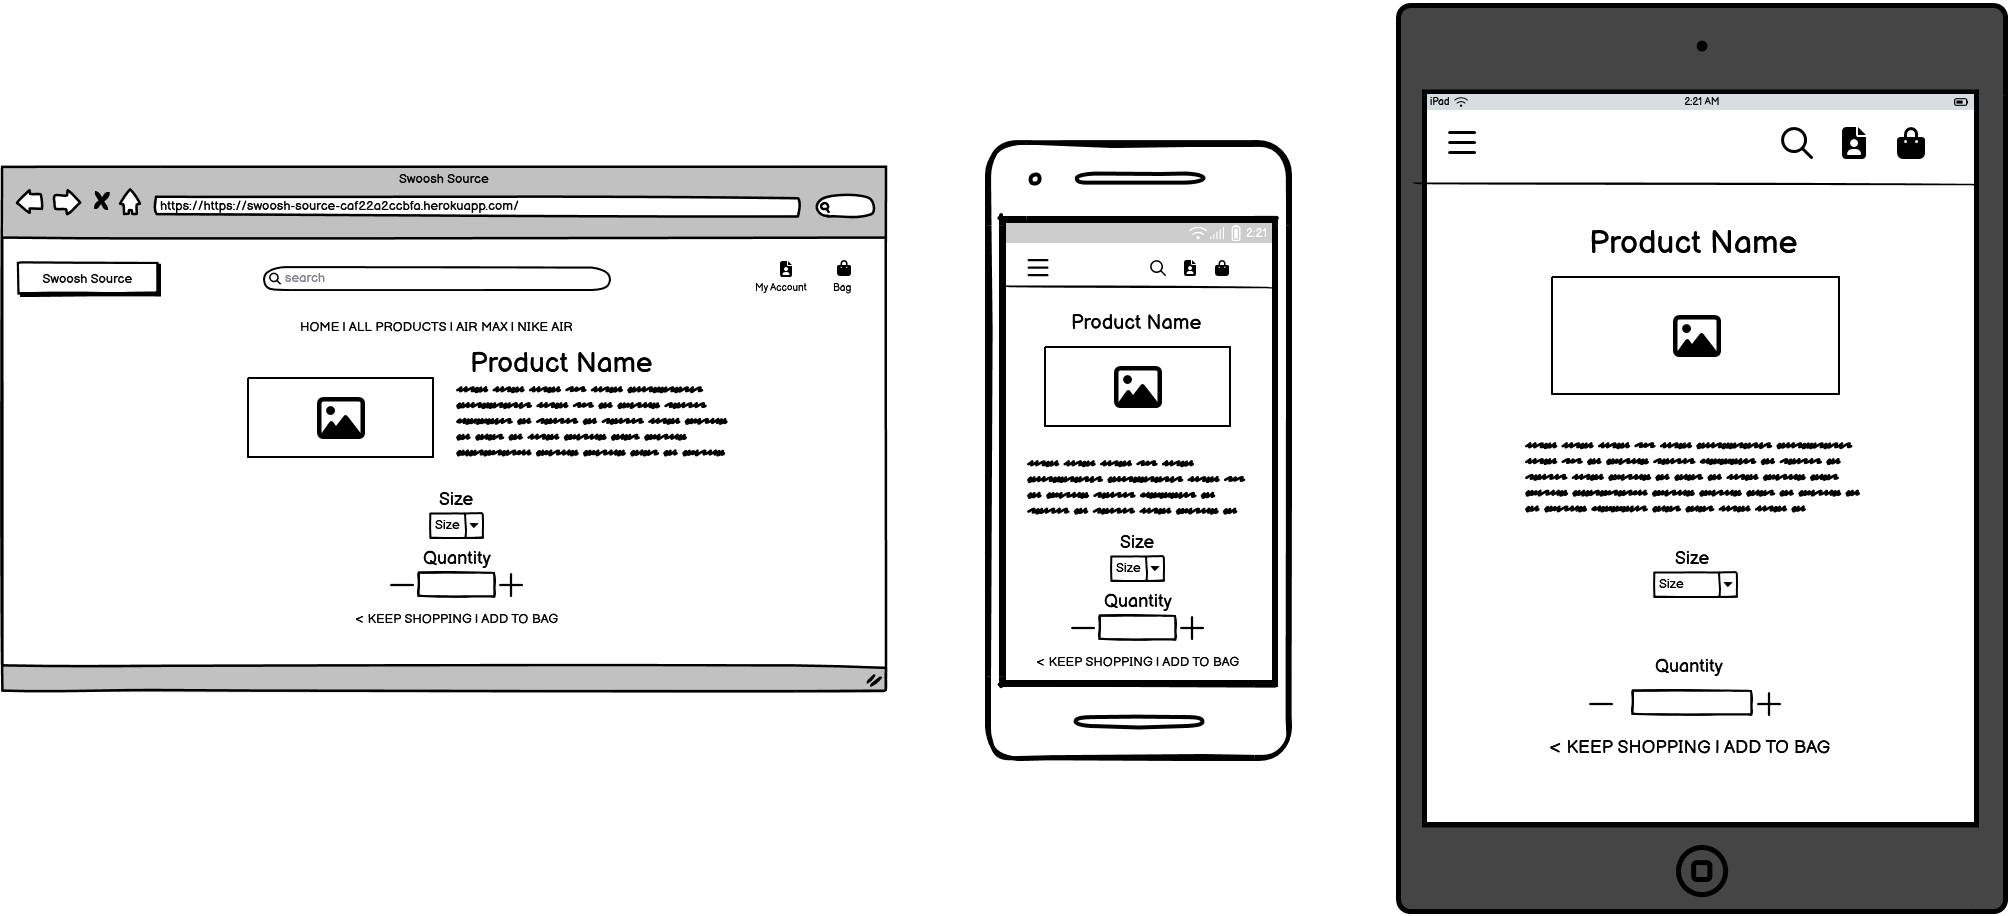 Swoosh Source
https://https://swoosh-source-caf22a2ccbfa.herokuapp.com/
Swoosh Source
search
My Account
Bag
HOME | ALL PRODUCTS | AIR MAX | NIKE AIR
Product Name
Size
Size
Quantity
< KEEP SHOPPING | ADD TO BAG
2:21
Product Name
Size
Size
Quantity
< KEEP SHOPPING | ADD TO BAG
iPad
2:21 AM
Product Name
Size
Size
Quantity
< KEEP SHOPPING | ADD TO BAG